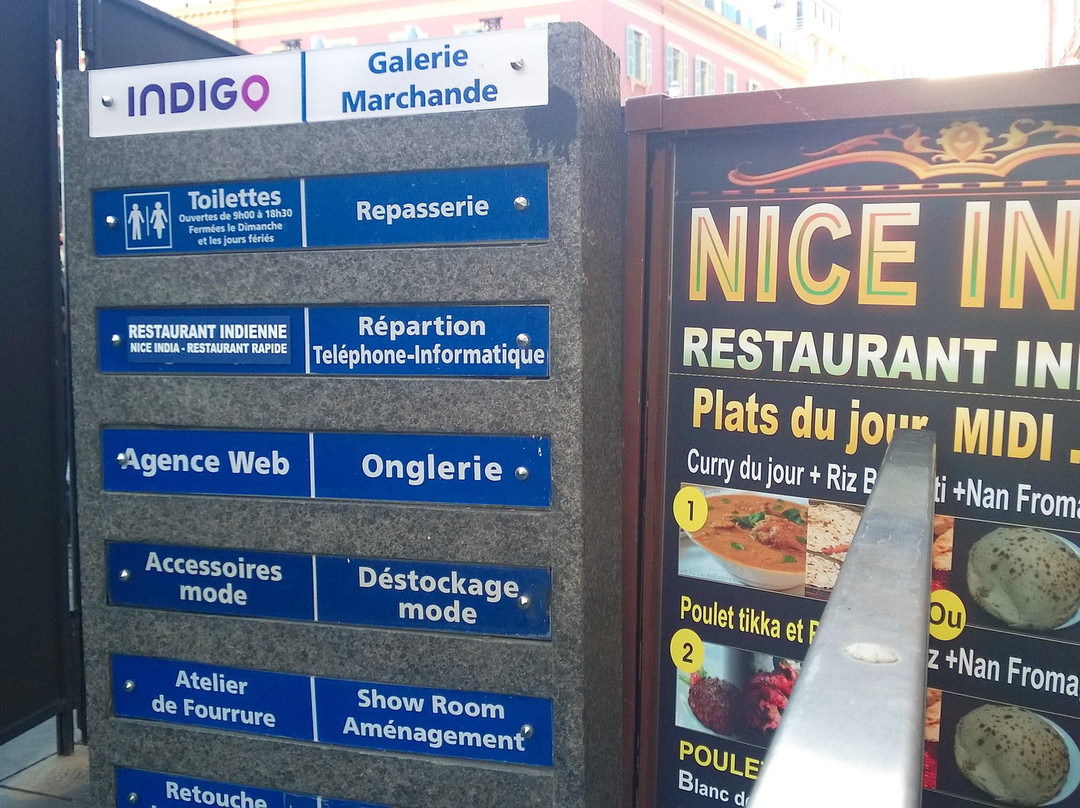 INDIGO
Galerie
Marchande
Toilettes
Ouvertes de 9h00 à 18h30
Fermées le Dimanche
et les jours fériés
Repasserie
RESTAURANT INDIENNE
NICE INDIA - RESTAURANT RAPIDE
Répartion
Teléphone-Informatique
Agence Web
Onglerie
Accessoires
mode
Déstockage
mode
Atelier
de Fourrure
Show Room
Aménagement
Retouche
NICE IN
RESTAURANT IN
Plats du jour MIDI
Curry du jour + Riz B ti +Nan Froma
1
Poulet tikka et
Ou
2
z +Nan Froma
POULE
Blanc d